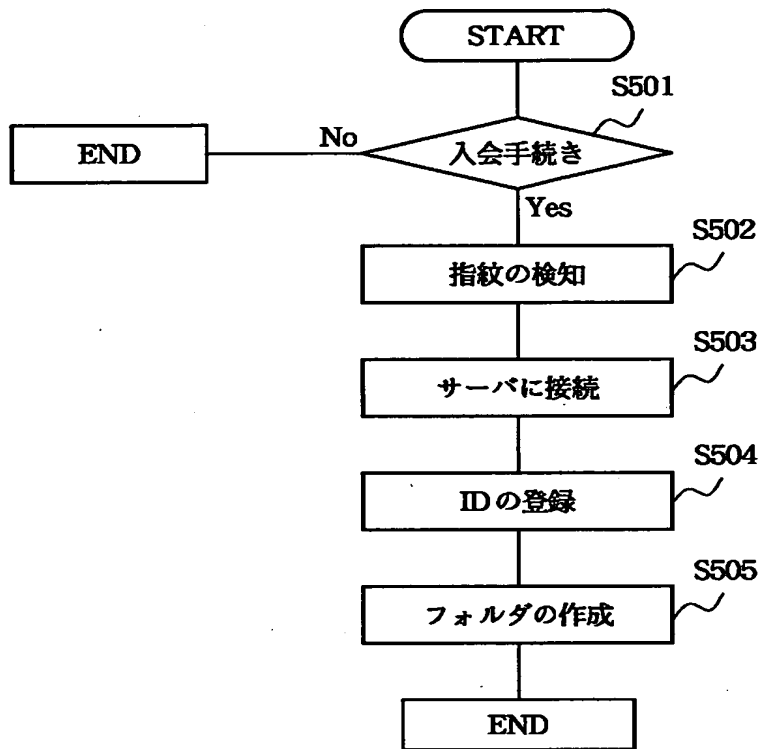 START
S501
No
END
入会手続き
Yes
S502
指紋の検知
S503
サーバに接続
S504
IDの登録
S505
フォルダの作成
END